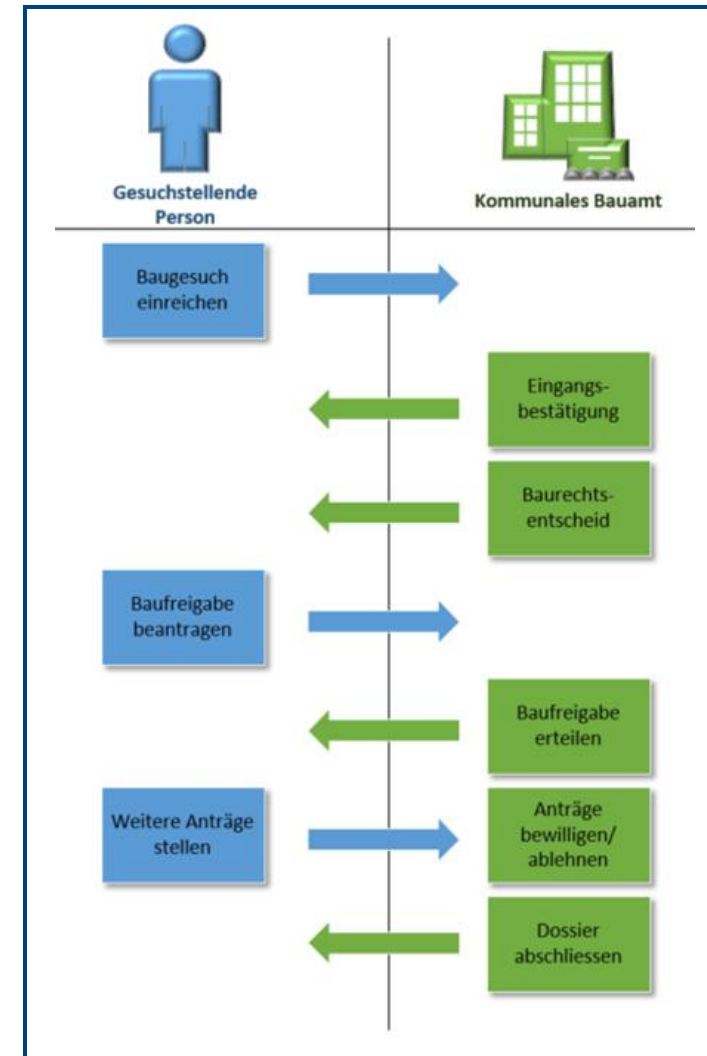 Gesuchstellende
Person
Kommunales Bauamt
Baugesuch
einreichen
Eingangs-
bestätigung
Baurechts-
entscheid
Baufreigabe
beantragen
Baufreigabe
erteilen
Weitere Anträge
stellen
Anträge
bewilligen/
ablehnen
Dossier
abschliessen